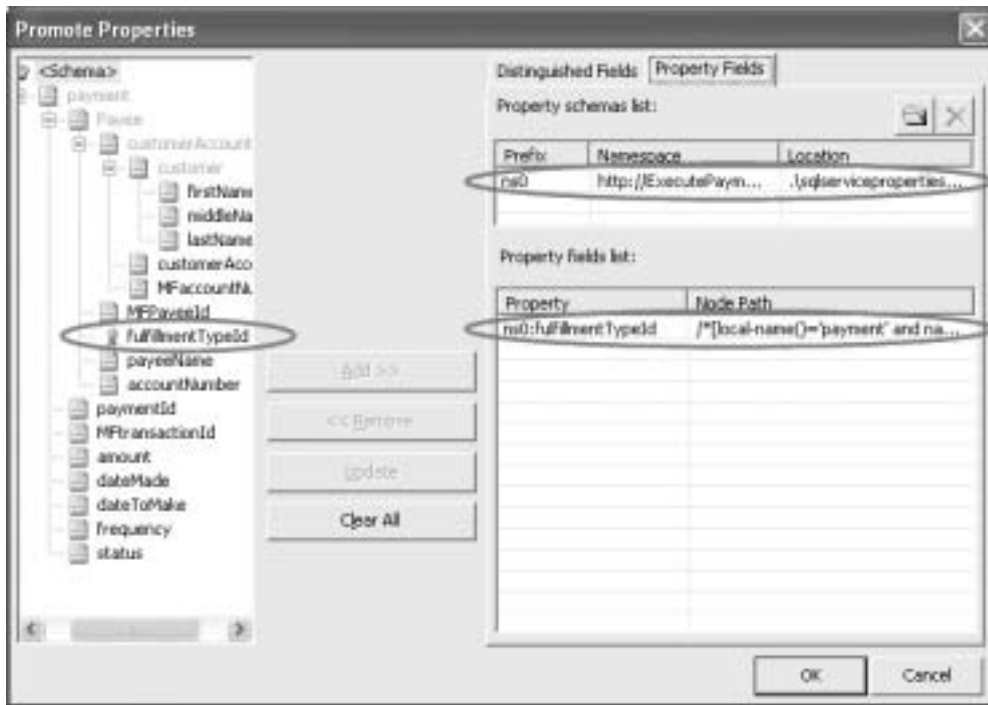 Promote Properties
<Schema>
payment
Payee
customerAccount
customer
firstName
middleNa
lastName
customerAcco
MFaccountNu
MFPayeeId
fulfillmentTypeId
payeeName
accountNumber
paymentId
MFtransactionId
amount
dateMade
dateToMake
frequency
status
Add >>
<< Remove
Update
Clear All
Distinguished Fields
Property Fields
Property schemas list:
Prefix Namespace Location
ns0 http://IExecutePaym... .\sqlserviceproperties...
Property fields list:
Property Node Path
ns0:fulfillmentTypeId /*[local-name()='payment' and na...
OK Cancel